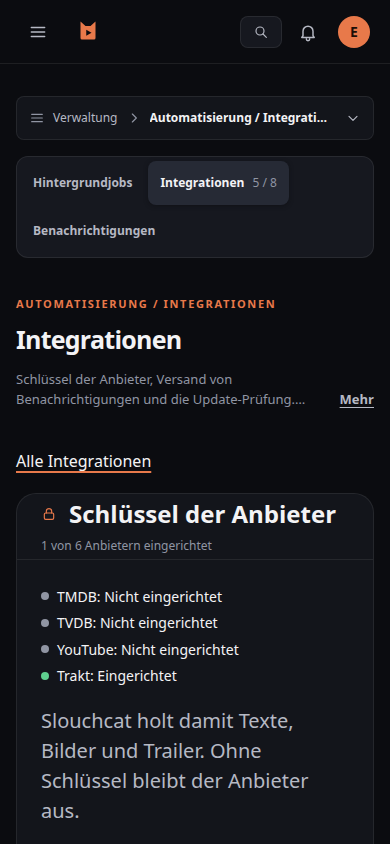 E
Verwaltung
Automatisierung / Integrati...
Hintergrundjobs
Integrationen 5 / 8
Benachrichtigungen
AUTOMATISIERUNG / INTEGRATIONEN
Integrationen
Schlüssel der Anbieter, Versand von
Benachrichtigungen und die Update-Prüfung.... Mehr
Alle Integrationen
Schlüssel der Anbieter
1 von 6 Anbietern eingerichtet
TMDB: Nicht eingerichtet
TVDB: Nicht eingerichtet
YouTube: Nicht eingerichtet
Trakt: Eingerichtet
Slouchcat holt damit Texte,
Bilder und Trailer. Ohne
Schlüssel bleibt der Anbieter
aus.